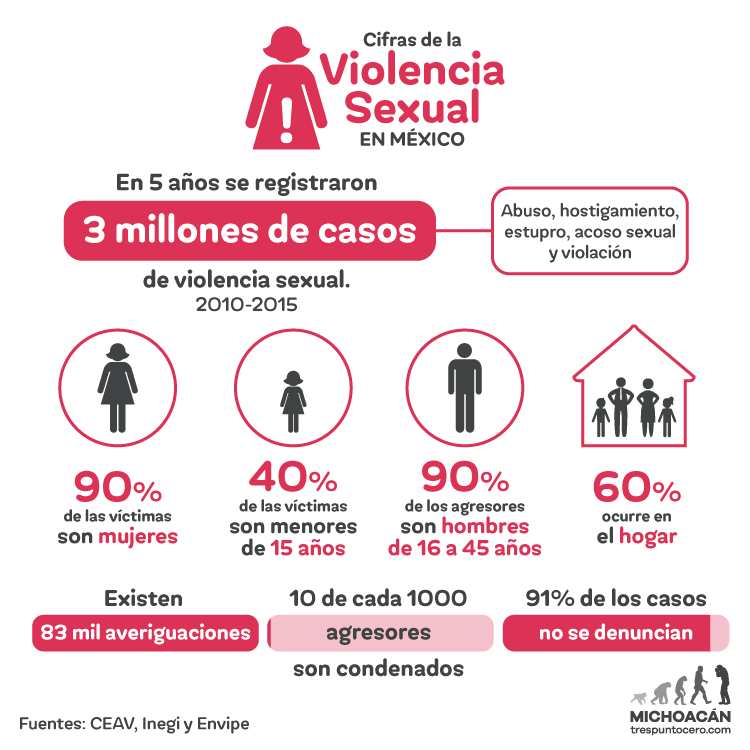 Cifras de la
Violencia
Sexual
EN MÉXICO
En 5 años se registraron
3 millones de casos
de violencia sexual.
2010-2015
Abuso, hostigamiento,
estupro, acoso sexual
y violación
90%
de las víctimas
son mujeres
40%
de las víctimas
son menores
de 15 años
90%
de los agresores
son hombres
de 16 a 45 años
60%
ocurre en
el hogar
Existen
83 mil averiguaciones
10 de cada 1000
agresores
son condenados
91% de los casos
no se denuncian
Fuentes: CEAV, Inegi y Envipe
MICHOACÁN
trespuntocero.com